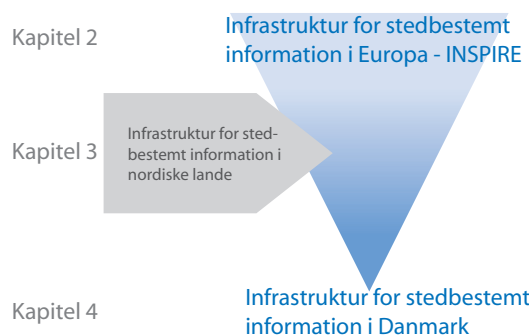 Kapitel 2
Infrastruktur for stedbestemt
information i Europa - INSPIRE
Kapitel 3
Infrastruktur for sted-
bestemt information i
nordiske lande
Kapitel 4
Infrastruktur for stedbestemt
information i Danmark